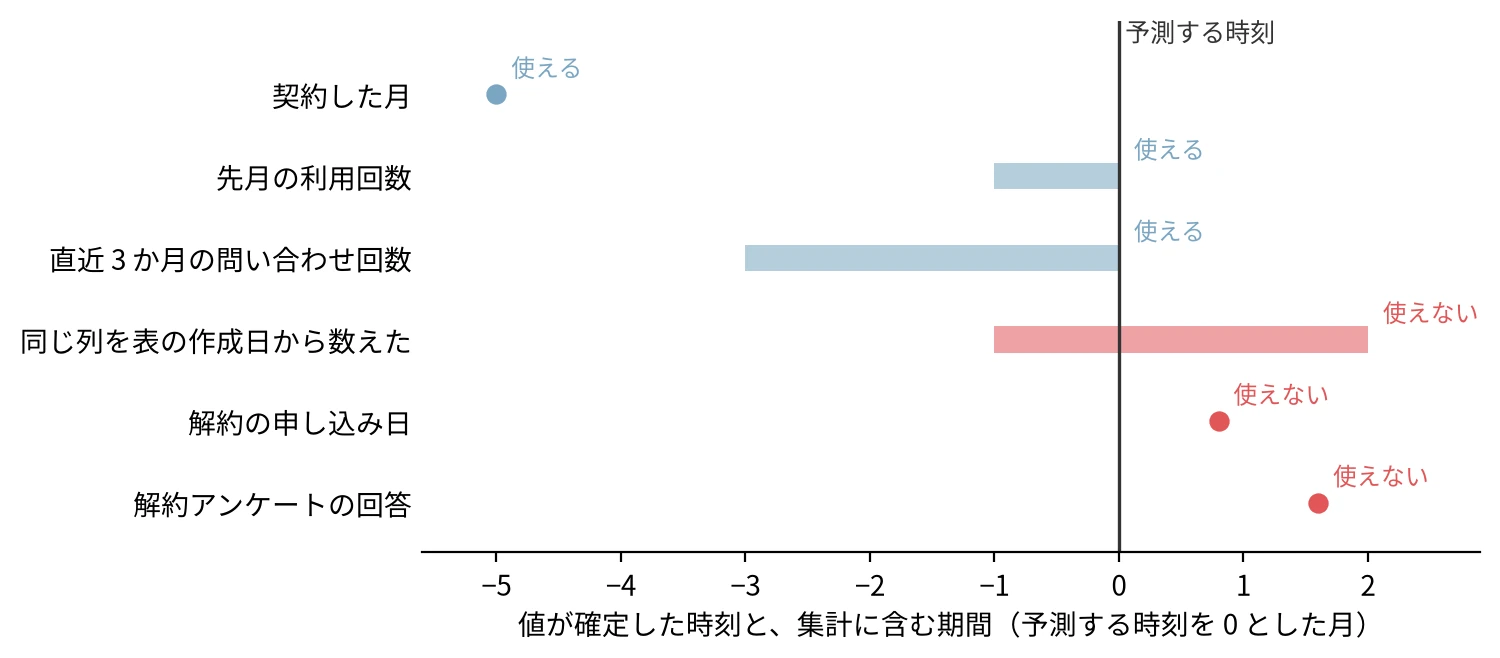 予測する時刻
使える
契約した月
使える
先月の利用回数
使える
直近 3 か月の問い合わせ回数
使えない
同じ列を表の作成日から数えた
使えない
解約の申し込み日
使えない
解約アンケートの回答
−5 −4 −3 −2 −1 0 1 2
値が確定した時刻と、集計に含む期間（予測する時刻を 0 とした月）